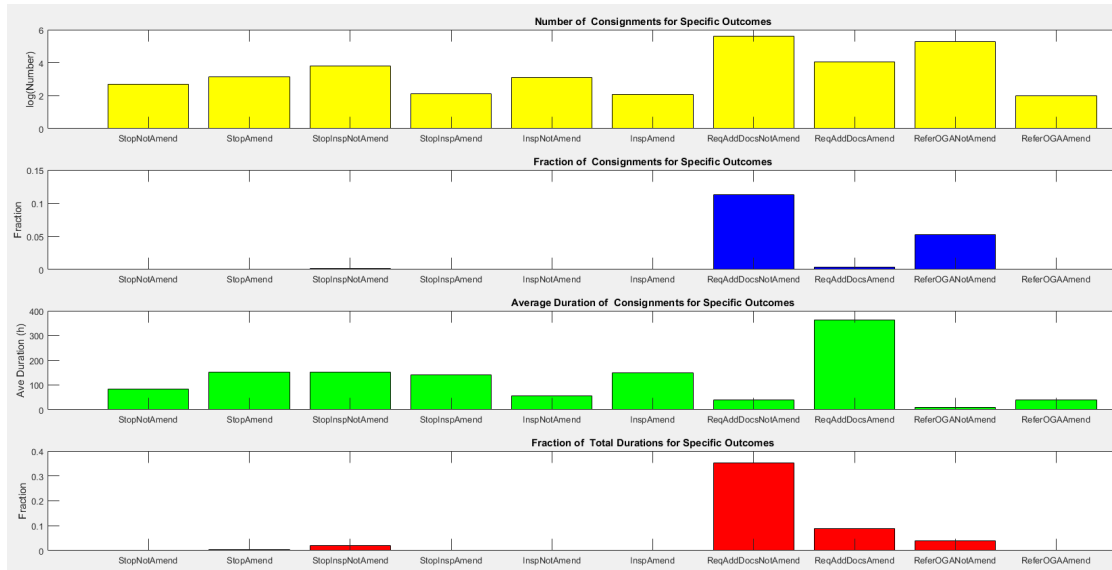 Number of  Consignments for Specific Outcomes
log(Number)
6
4
2
0
StopNotAmend StopAmend StopInspNotAmend StopInspAmend InspNotAmend InspAmend ReqAddDocsNotAmend ReqAddDocsAmend ReferOGANotAmend ReferOGAAmend
Fraction of  Consignments for Specific Outcomes
Fraction
0.15
0.1
0.05
0
StopNotAmend StopAmend StopInspNotAmend StopInspAmend InspNotAmend InspAmend ReqAddDocsNotAmend ReqAddDocsAmend ReferOGANotAmend ReferOGAAmend
Average Duration of  Consignments for Specific Outcomes
Ave Duration (h)
400
300
200
100
0
StopNotAmend StopAmend StopInspNotAmend StopInspAmend InspNotAmend InspAmend ReqAddDocsNotAmend ReqAddDocsAmend ReferOGANotAmend ReferOGAAmend
Fraction of  Total Durations for Specific Outcomes
Fraction
0.4
0.3
0.2
0.1
0
StopNotAmend StopAmend StopInspNotAmend StopInspAmend InspNotAmend InspAmend ReqAddDocsNotAmend ReqAddDocsAmend ReferOGANotAmend ReferOGAAmend